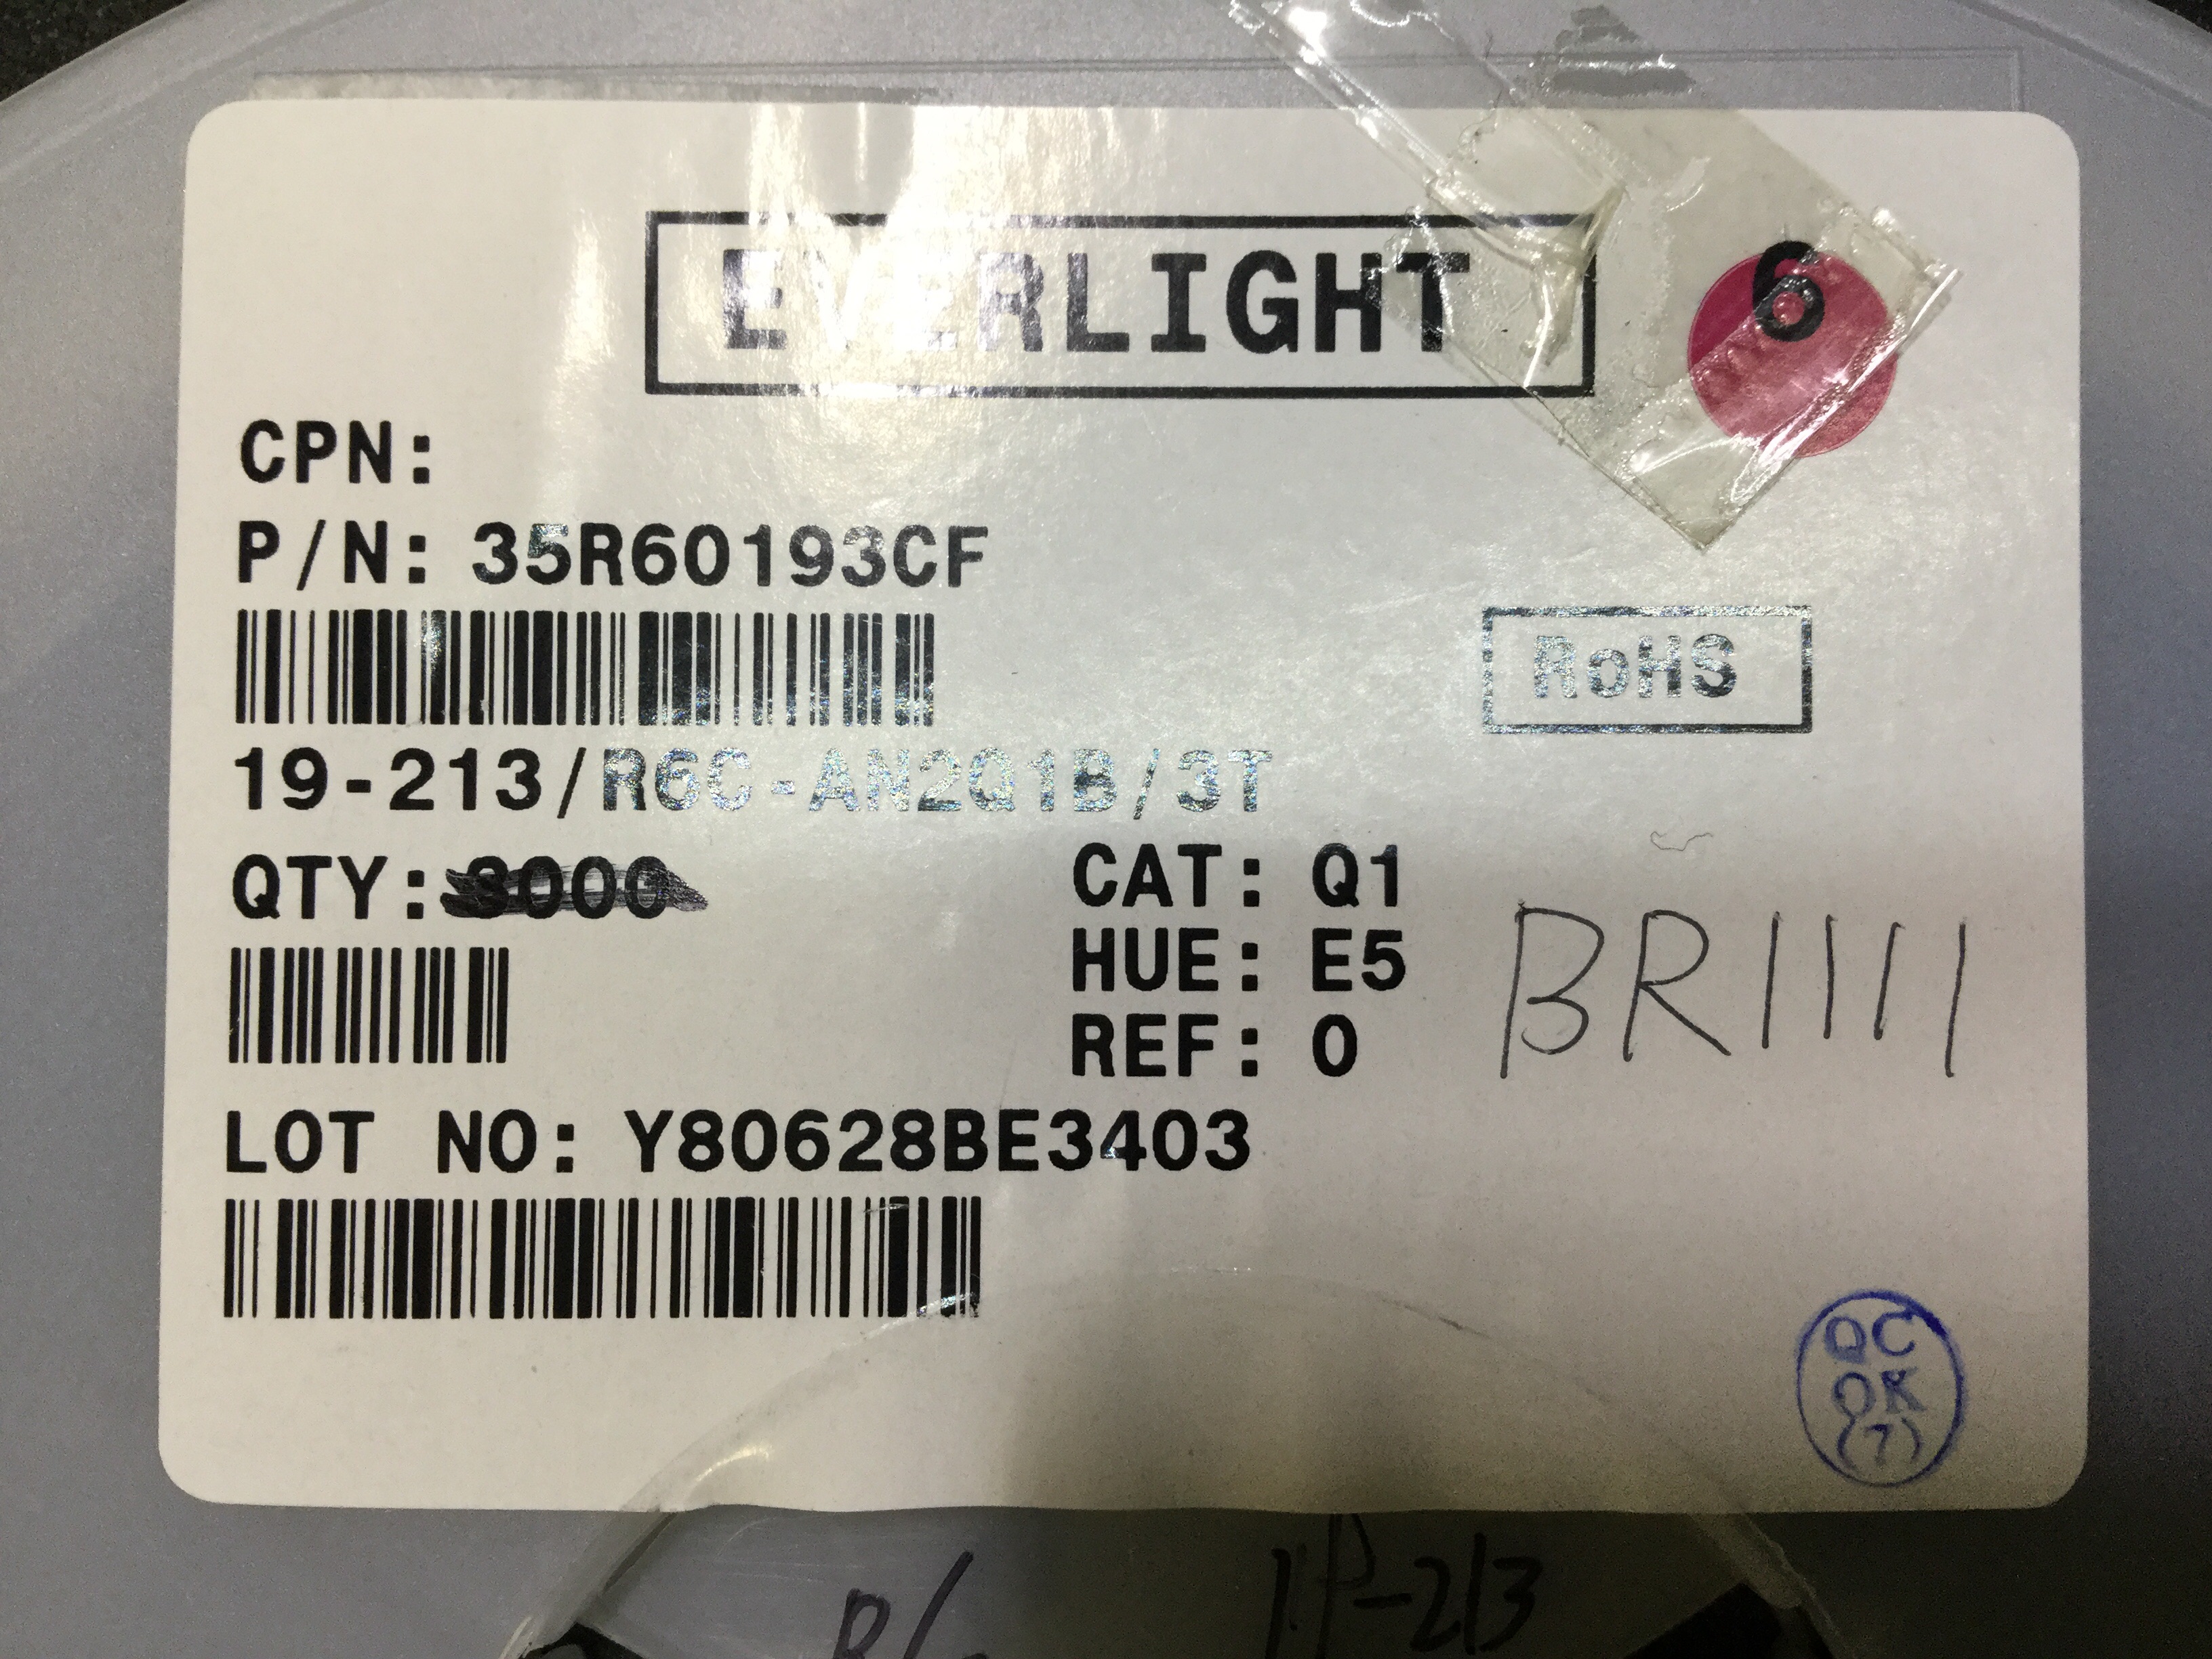 EVERLIGHT
6
CPN:
P/N: 35R60193CF
RoHS
19-213/R6C-AN2Q1B/3T
QTY: 3000
CAT: Q1
HUE: E5
REF: 0
BR1111
LOT NO: Y80628BE3403
QC
OK
(7)
19-213